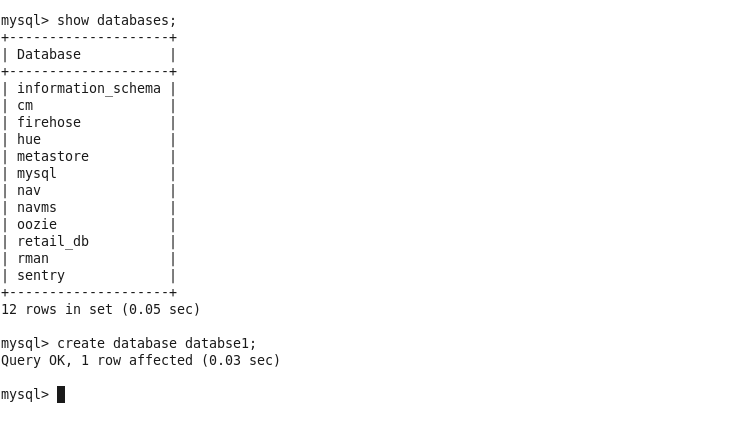 mysql> show databases;
+--------------------+
| Database           |
+--------------------+
| information_schema |
| cm                 |
| firehose           |
| hue                |
| metastore          |
| mysql              |
| nav                |
| navms              |
| oozie              |
| retail_db          |
| rman               |
| sentry             |
+--------------------+
12 rows in set (0.05 sec)
mysql> create database databse1;
Query OK, 1 row affected (0.03 sec)
mysql>